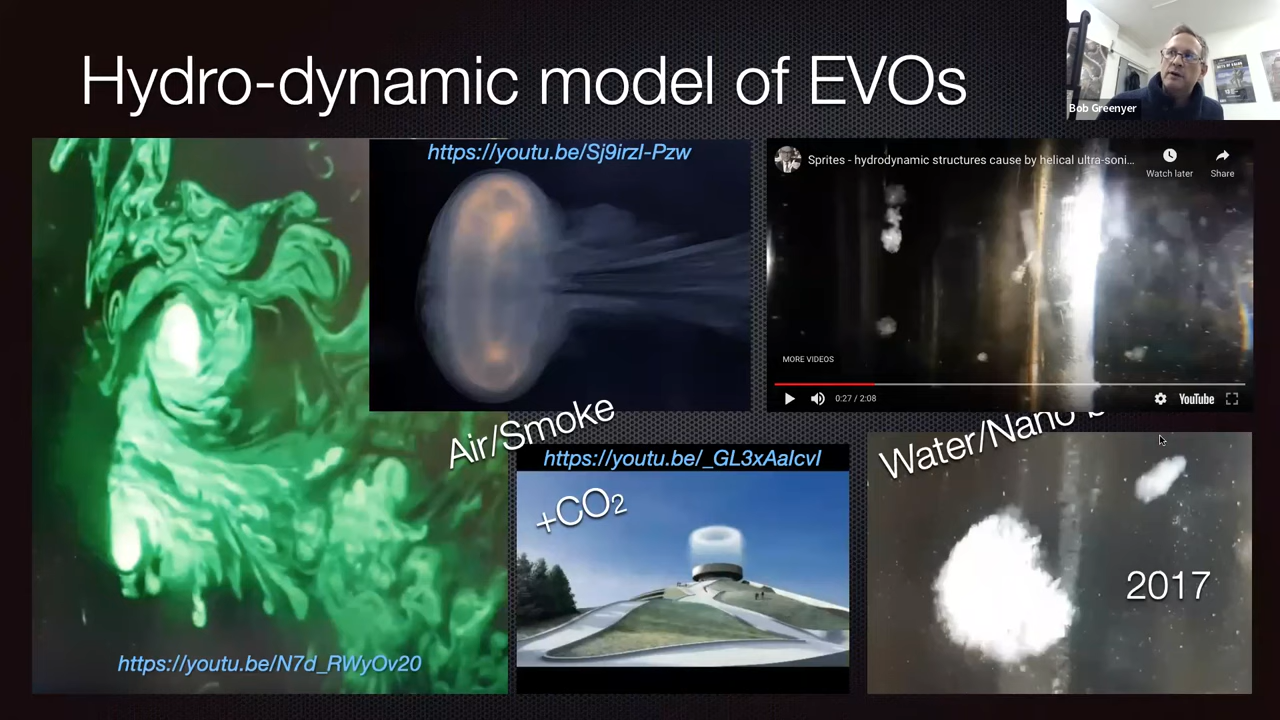 Hydro-dynamic model of EVOs
Bob Greenyer
https://youtu.be/Sj9irzI-Pzw
Sprites - hydrodynamic structures cause by helical ultra-soni...
Watch later
Share
MORE VIDEOS
0:27 / 2:08
YouTube
Air/Smoke
https://youtu.be/_GL3xAaIcvI
+CO2
Water/Nano
2017
https://youtu.be/N7d_RWyOv20